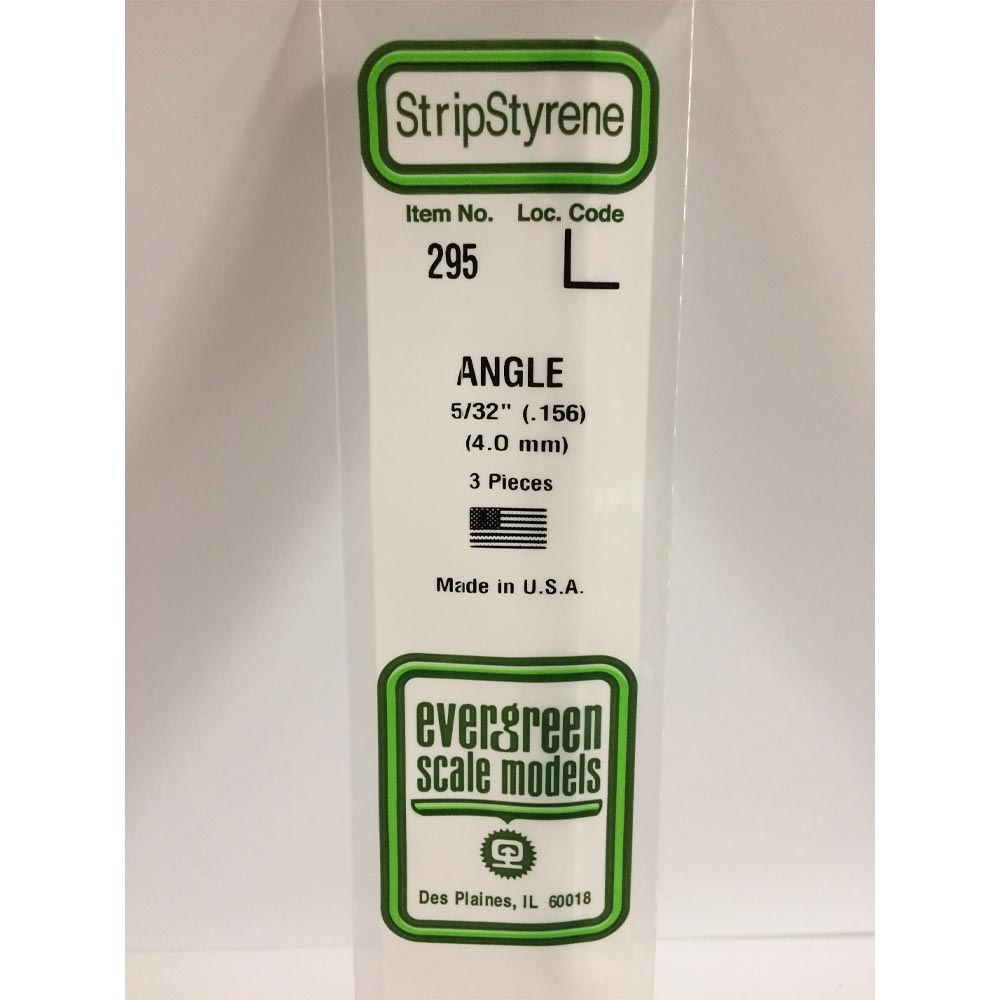 StripStyrene
Item No. Loc. Code
295 L
ANGLE
5/32" (.156)
(4.0 mm)
3 Pieces
Made in U.S.A.
evergreen
scale models
Des Plaines, IL 60018